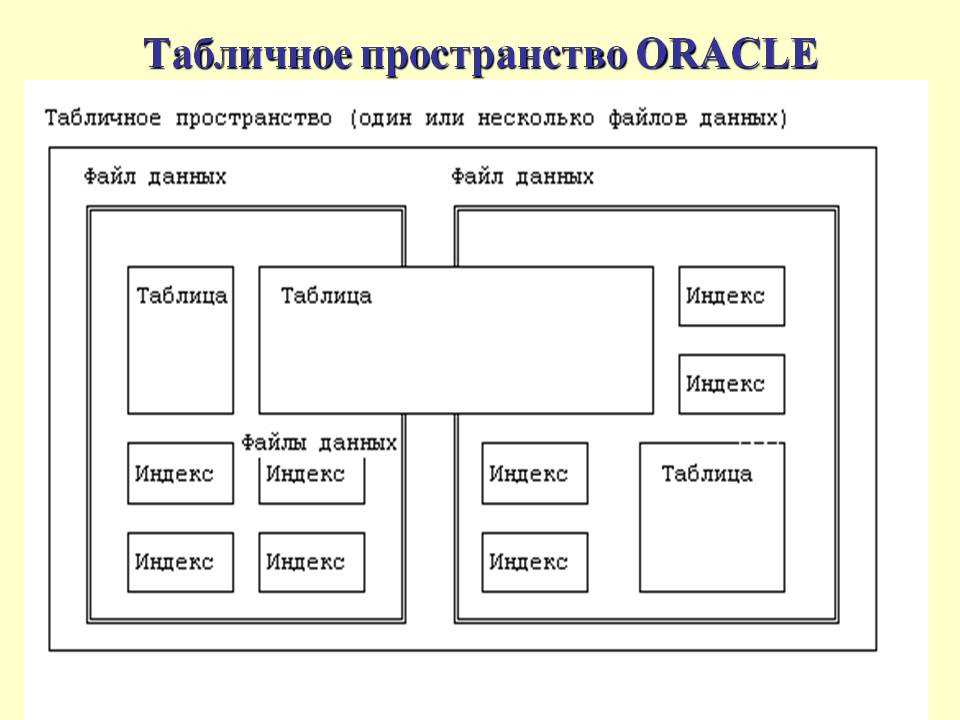 Табличное пространство ORACLE
Табличное пространство (один или несколько файлов данных)
Файл данных Файл данных
Таблица Таблица Индекс
Индекс
Файлы данных
Индекс Индекс Индекс Таблица
Индекс Индекс Индекс